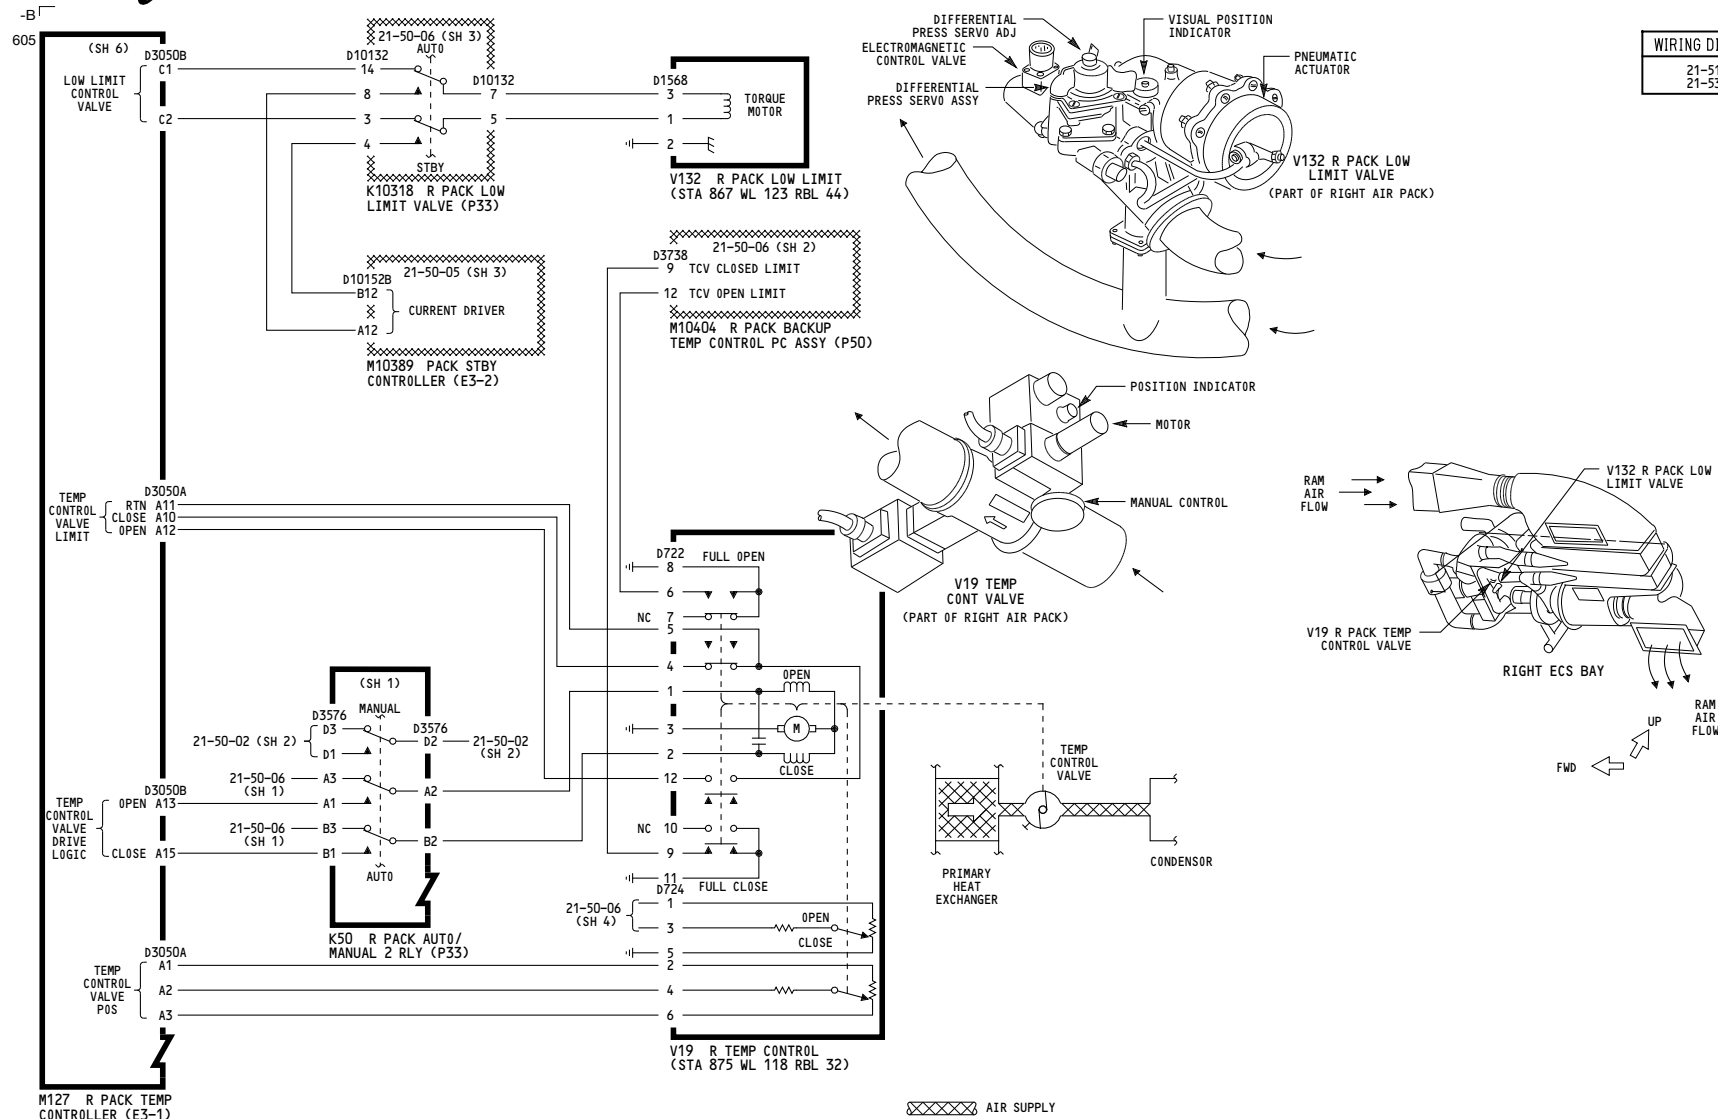 -B
605
(SH 6)
D3050B
LOW LIMIT
CONTROL
VALVE
C1
C2
21-50-06 (SH 3)
AUTO
D10132
14
8
3
4
D10132
7
5
STBY
K10318 R PACK LOW
LIMIT VALVE (P33)
D1568
3
1
2
TORQUE
MOTOR
V132 R PACK LOW LIMIT
(STA 867 WL 123 RBL 44)
21-50-05 (SH 3)
D10152B
B12
A12
CURRENT DRIVER
M10389 PACK STBY
CONTROLLER (E3-2)
21-50-06 (SH 2)
D3738
9 TCV CLOSED LIMIT
12 TCV OPEN LIMIT
M10404 R PACK BACKUP
TEMP CONTROL PC ASSY (P50)
DIFFERENTIAL
PRESS SERVO ADJ
ELECTROMAGNETIC
CONTROL VALVE
DIFFERENTIAL
PRESS SERVO ASSY
VISUAL POSITION
INDICATOR
PNEUMATIC
ACTUATOR
V132 R PACK LOW
LIMIT VALVE
(PART OF RIGHT AIR PACK)
WIRING DI
21-51
21-53
POSITION INDICATOR
MOTOR
MANUAL CONTROL
V19 TEMP
CONT VALVE
(PART OF RIGHT AIR PACK)
RAM
AIR
FLOW
V132 R PACK LOW
LIMIT VALVE
V19 R PACK TEMP
CONTROL VALVE
RIGHT ECS BAY
RAM
AIR
FLOW
UP
FWD
TEMP
CONTROL
VALVE
LIMIT
D3050A
RTN A11
CLOSE A10
OPEN A12
D722
FULL OPEN
8
6
NC 7
5
4
1
3
2
12
NC 10
9
11
OPEN
M
CLOSE
FULL CLOSE
(SH 1)
MANUAL
D3576
D3
D1
21-50-02 (SH 2)
D3576
D2
21-50-02
(SH 2)
21-50-06
(SH 1)
A3
A1
A2
21-50-06
(SH 1)
B3
B1
B2
AUTO
K50 R PACK AUTO/
MANUAL 2 RLY (P33)
TEMP
CONTROL
VALVE
DRIVE
LOGIC
D3050B
OPEN A13
CLOSE A15
D724
21-50-06
(SH 4)
1
3
5
2
4
6
OPEN
CLOSE
TEMP
CONTROL
VALVE
POS
D3050A
A1
A2
A3
V19 R TEMP CONTROL
(STA 875 WL 118 RBL 32)
M127 R PACK TEMP
CONTROLLER (E3-1)
TEMP
CONTROL
VALVE
PRIMARY
HEAT
EXCHANGER
CONDENSOR
AIR SUPPLY